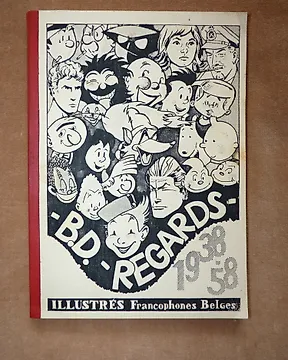 - B.D. - REGARDS -
1938
58
ILLUSTRÉS Francophones Belges